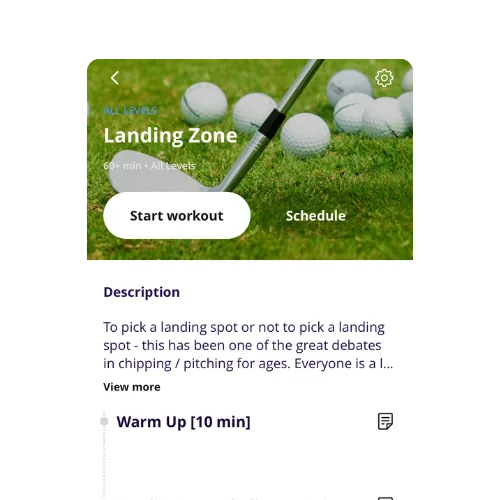 ALL LEVELS
Landing Zone
60+ min • All Levels
Start workout
Schedule
Description
To pick a landing spot or not to pick a landing
spot - this has been one of the great debates
in chipping / pitching for ages. Everyone is a l...
View more
Warm Up [10 min]